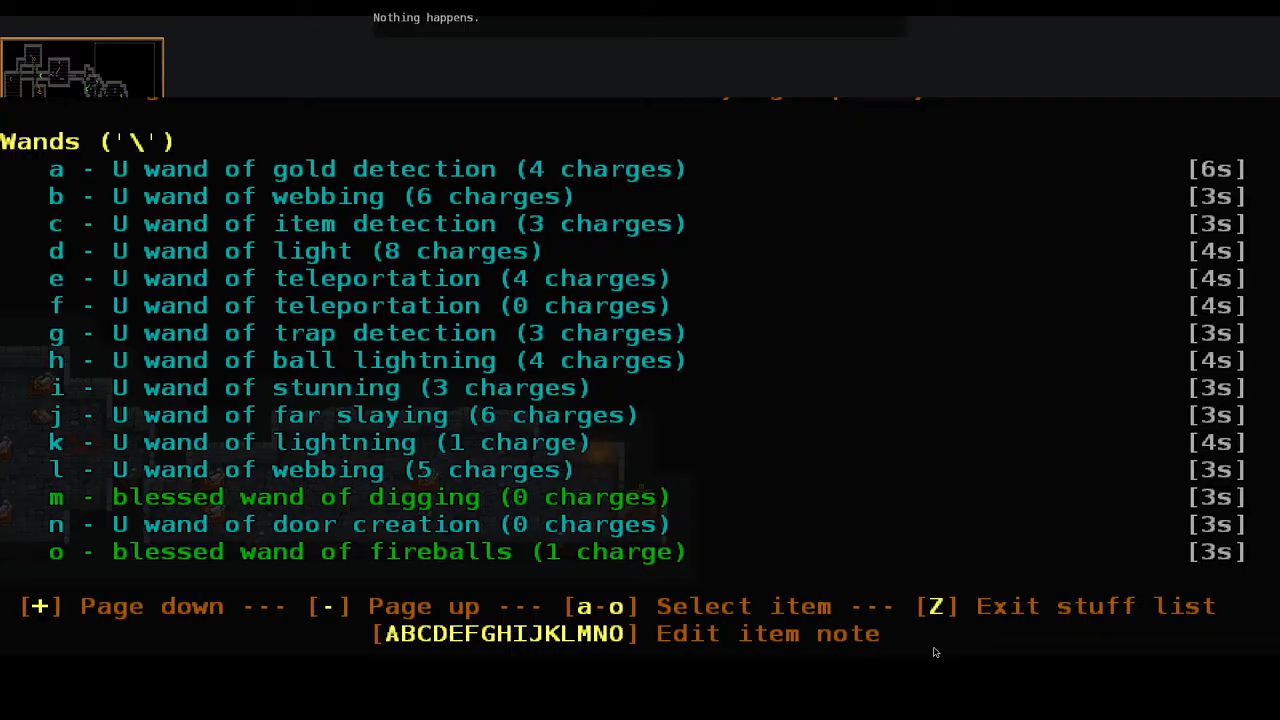 Nothing happens.
Wands ('\')
a - U wand of gold detection (4 charges) [6s]
b - U wand of webbing (6 charges) [3s]
c - U wand of item detection (3 charges) [3s]
d - U wand of light (8 charges) [4s]
e - U wand of teleportation (4 charges) [4s]
f - U wand of teleportation (0 charges) [4s]
g - U wand of trap detection (3 charges) [3s]
h - U wand of ball lightning (4 charges) [4s]
i - U wand of stunning (3 charges) [3s]
j - U wand of far slaying (6 charges) [3s]
k - U wand of lightning (1 charge) [4s]
l - U wand of webbing (5 charges) [3s]
m - blessed wand of digging (0 charges) [3s]
n - U wand of door creation (0 charges) [3s]
o - blessed wand of fireballs (1 charge) [3s]
[+] Page down --- [-] Page up --- [a-o] Select item --- [Z] Exit stuff list
[ABCDEFGHIJKLMNO] Edit item note